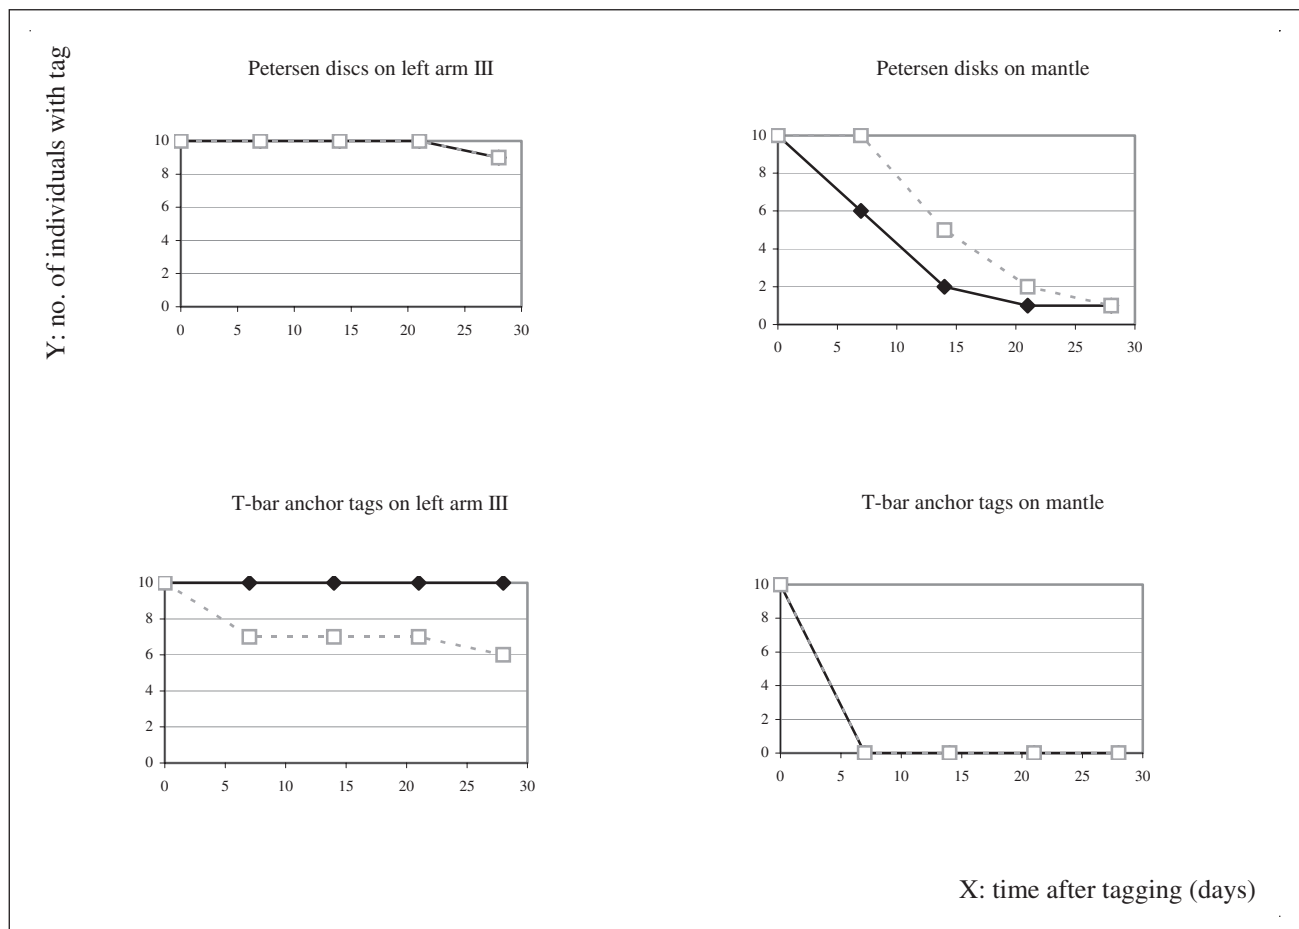 Y: no. of individuals with tag
Petersen discs on left arm III
10
8
6
4
2
0
0 5 10 15 20 25 30
Petersen disks on mantle
10
8
6
4
2
0
0 5 10 15 20 25 30
T-bar anchor tags on left arm III
10
8
6
4
2
0
0 5 10 15 20 25 30
T-bar anchor tags on mantle
10
8
6
4
2
0
0 5 10 15 20 25 30
X: time after tagging (days)